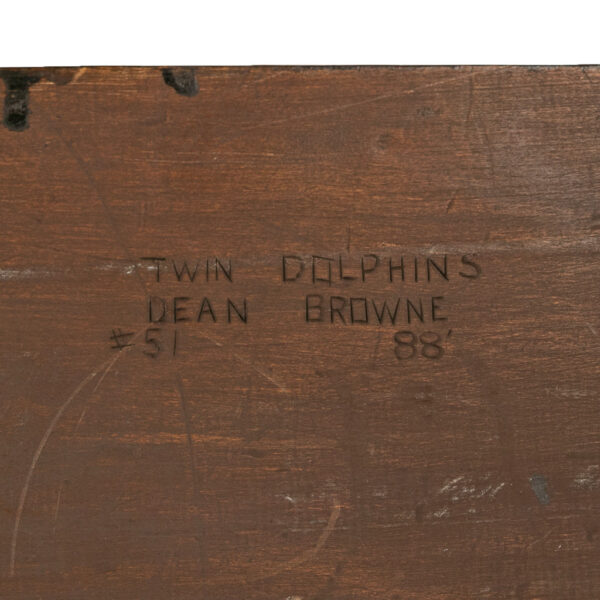 TWIN DOLPHINS
DEAN BROWNE
#51 88'